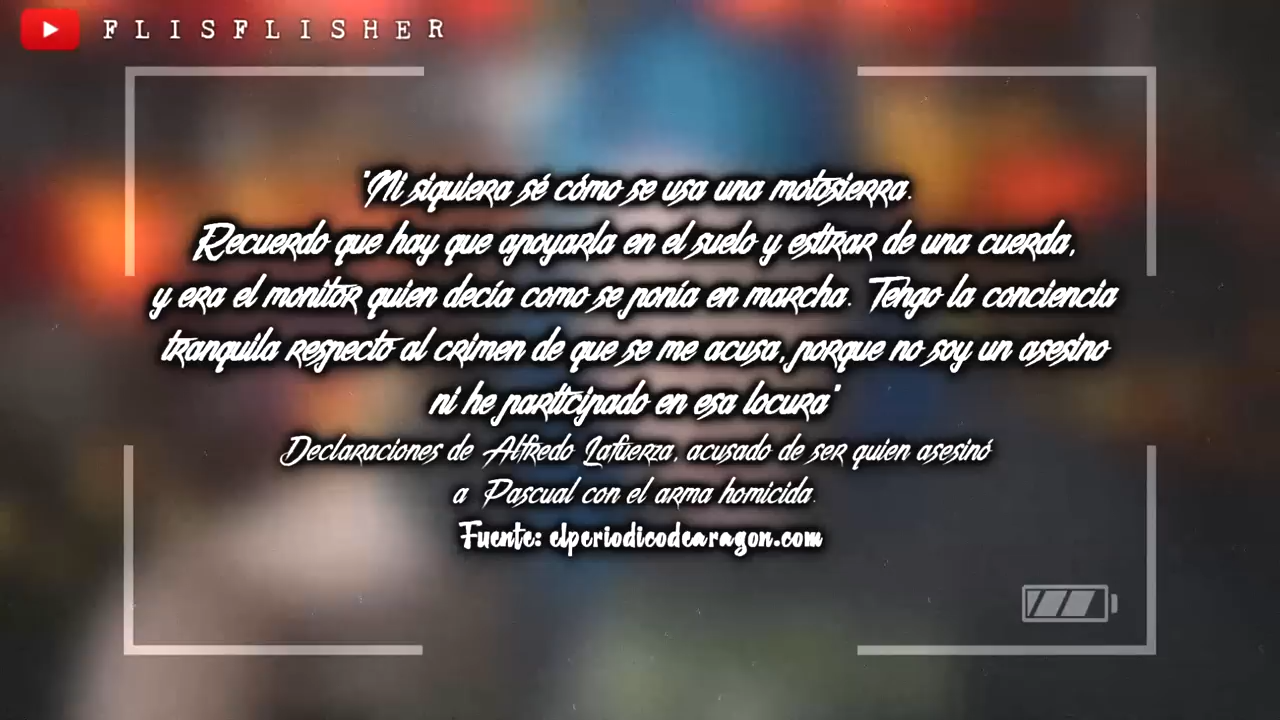 FLISFLISHER
"Ni siquiera sé cómo se usa una motosierra.
Recuerdo que hay que apoyarla en el suelo y estirar de una cuerda,
y era el monitor quien decía como se ponía en marcha. Tengo la conciencia
tranquila respecto al crimen de que se me acusa, porque no soy un asesino
ni he participado en esa locura"
Declaraciones de Alfredo Lafuerza, acusado de ser quien asesinó
a Pascual con el arma homicida.
Fuente: elperiodicodearagon.com